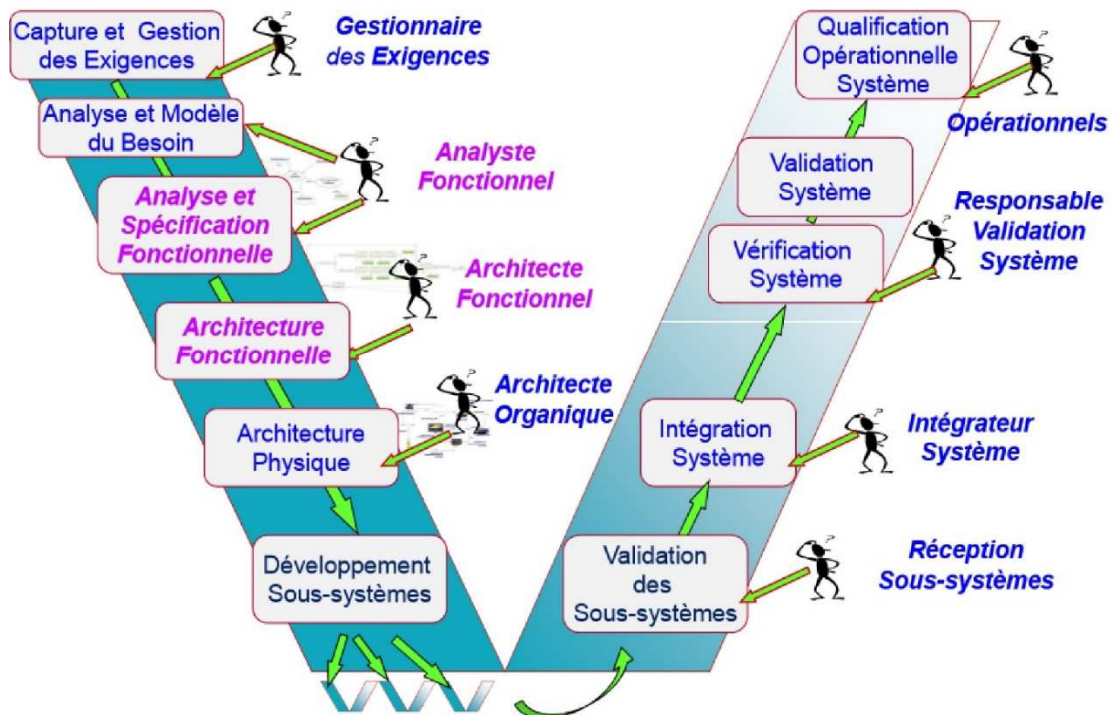 Capture et Gestion
des Exigences
Gestionnaire
des Exigences
Analyse et Modèle
du Besoin
Analyste
Fonctionnel
Analyse et
Spécification
Fonctionnelle
Architecte
Fonctionnel
Architecture
Fonctionnelle
Architecte
Organique
Architecture
Physique
Développement
Sous-systèmes
Qualification
Opérationnelle
Système
Opérationnels
Validation
Système
Responsable
Validation
Système
Vérification
Système
Intégration
Système
Intégrateur
Système
Validation
des
Sous-systèmes
Réception
Sous-systèmes